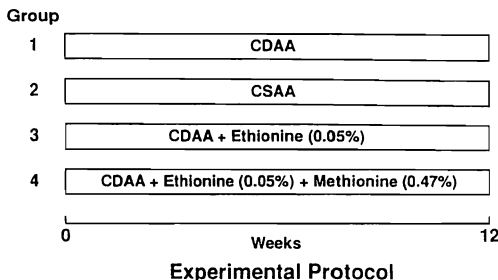 Group
1 CDAA
2 CSAA
3 CDAA + Ethionine (0.05%)
4 CDAA + Ethionine (0.05%) + Methionine (0.47%)
0 12
Weeks
Experimental Protocol